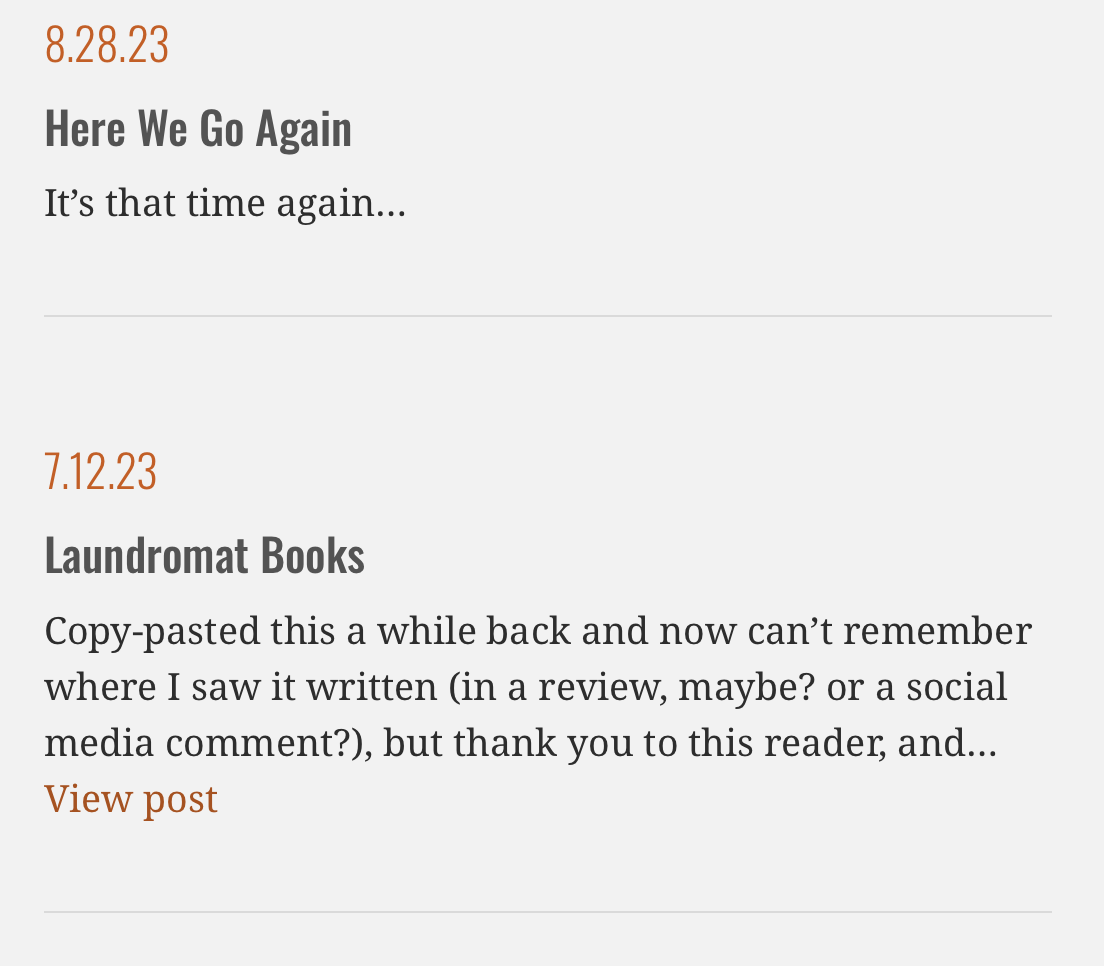 8.28.23
Here We Go Again
It’s that time again…
7.12.23
Laundromat Books
Copy-pasted this a while back and now can’t remember
where I saw it written (in a review, maybe? or a social
media comment?), but thank you to this reader, and…
View post